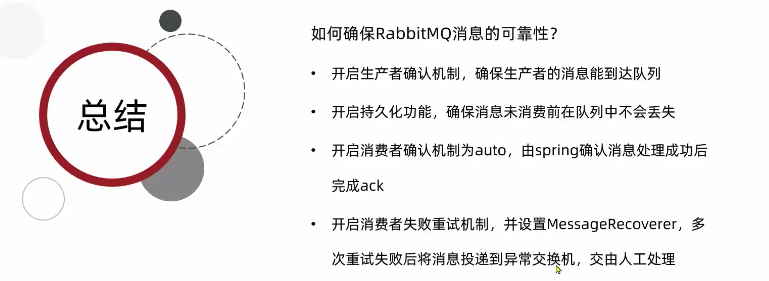 总结
如何确保RabbitMQ消息的可靠性？
• 开启生产者确认机制，确保生产者的消息能到达队列
• 开启持久化功能，确保消息未消费前在队列中不会丢失
• 开启消费者确认机制为auto，由spring确认消息处理成功后
完成ack
• 开启消费者失败重试机制，并设置MessageRecoverer，多
次重试失败后将消息投递到异常交换机，交由人工处理